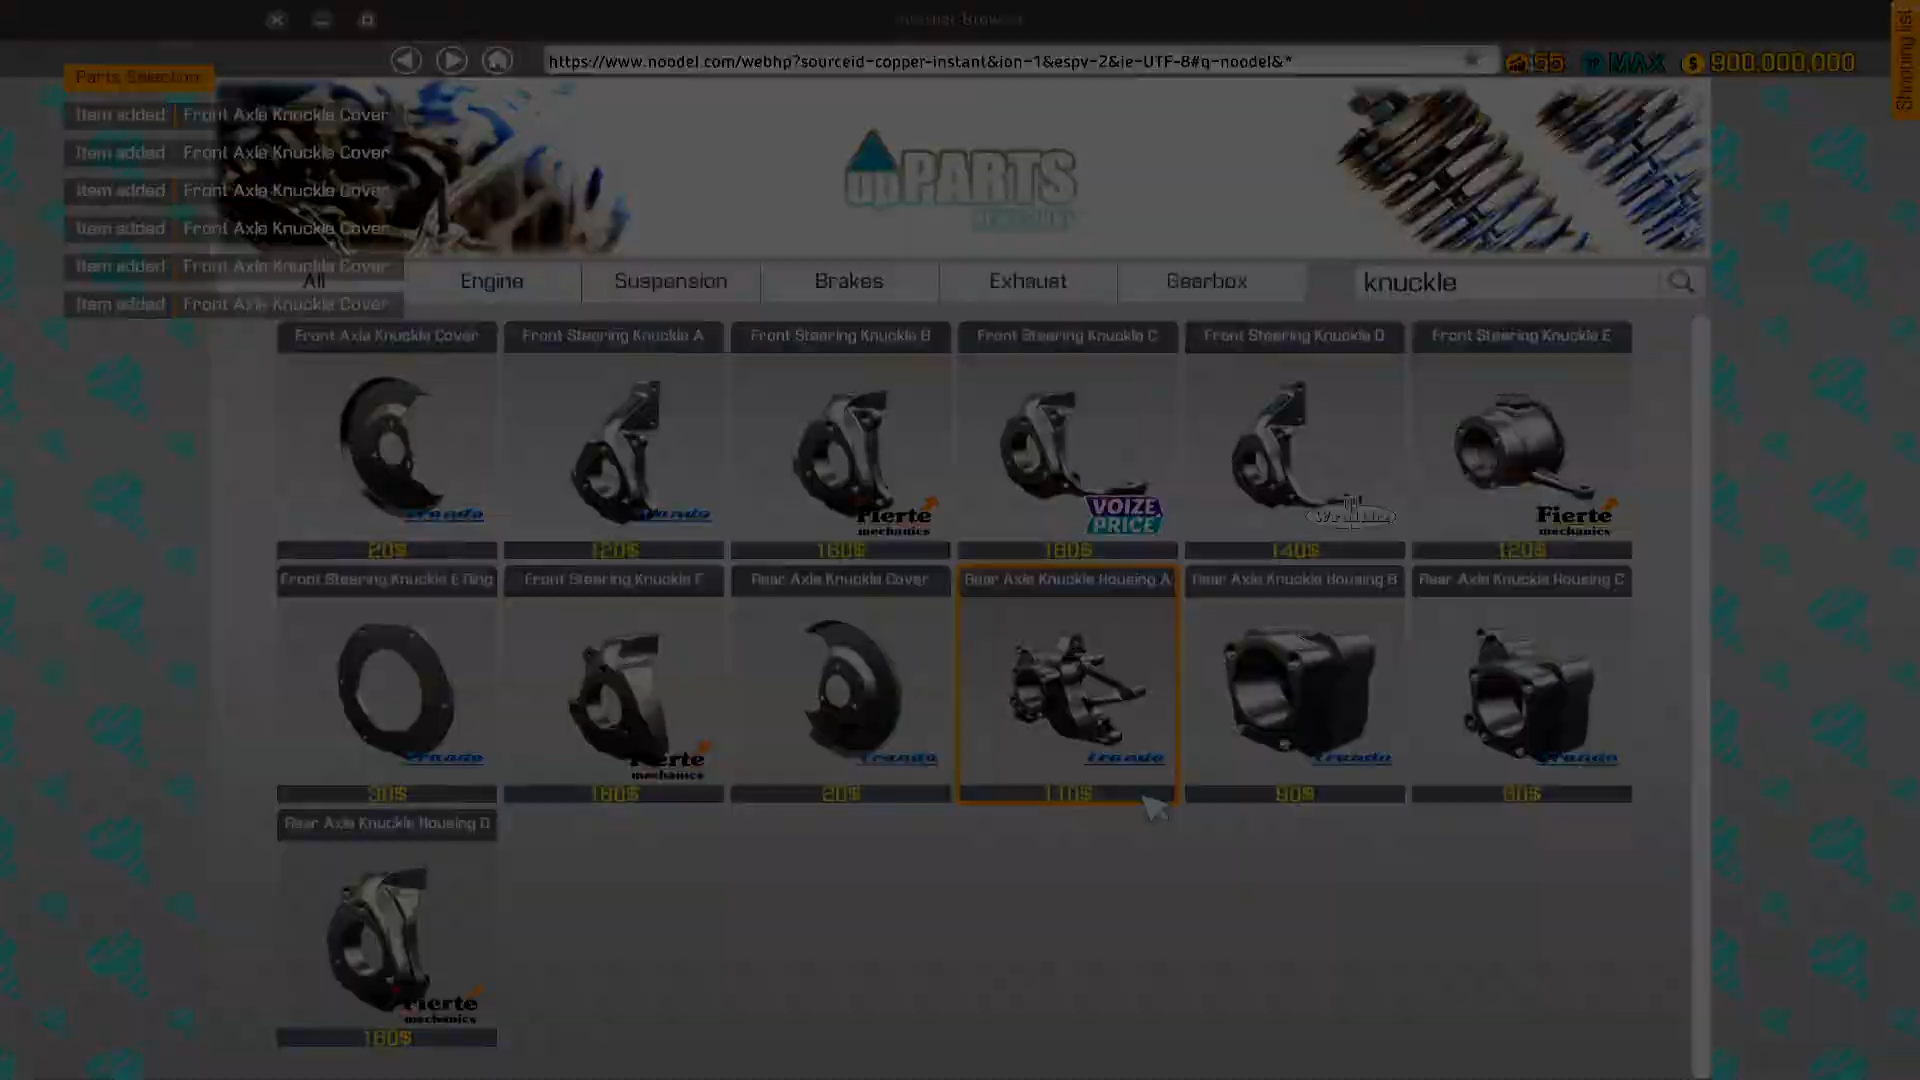 Internet Browser
https://www.noodel.com/webhp?sourceid-copper-instant&ion-1&espv-2&ie-UTF-8#q-noodel&*
55
MAX
$ 900,000,000
Shopping list
Parts Selection
Item added Front Axle Knuckle Cover
Item added Front Axle Knuckle Cover
Item added Front Axle Knuckle Cover
Item added Front Axle Knuckle Cover
Item added Front Axle Knuckle Cover
Item added Front Axle Knuckle Cover
upPARTS
All
Engine
Suspension
Brakes
Exhaust
Gearbox
knuckle
Front Axle Knuckle Cover
Front Steering Knuckle A
Front Steering Knuckle B
Front Steering Knuckle C
Front Steering Knuckle D
Front Steering Knuckle E
Fierte
mechanics
VOIZE
PRICE
Fierte
mechanics
20$
120$
180$
180$
140$
120$
Front Steering Knuckle E Ring
Front Steering Knuckle F
Rear Axle Knuckle Cover
Rear Axle Knuckle Housing A
Rear Axle Knuckle Housing B
Rear Axle Knuckle Housing C
Fierte
mechanics
30$
180$
20$
110$
90$
80$
Rear Axle Knuckle Housing D
Fierte
mechanics
180$